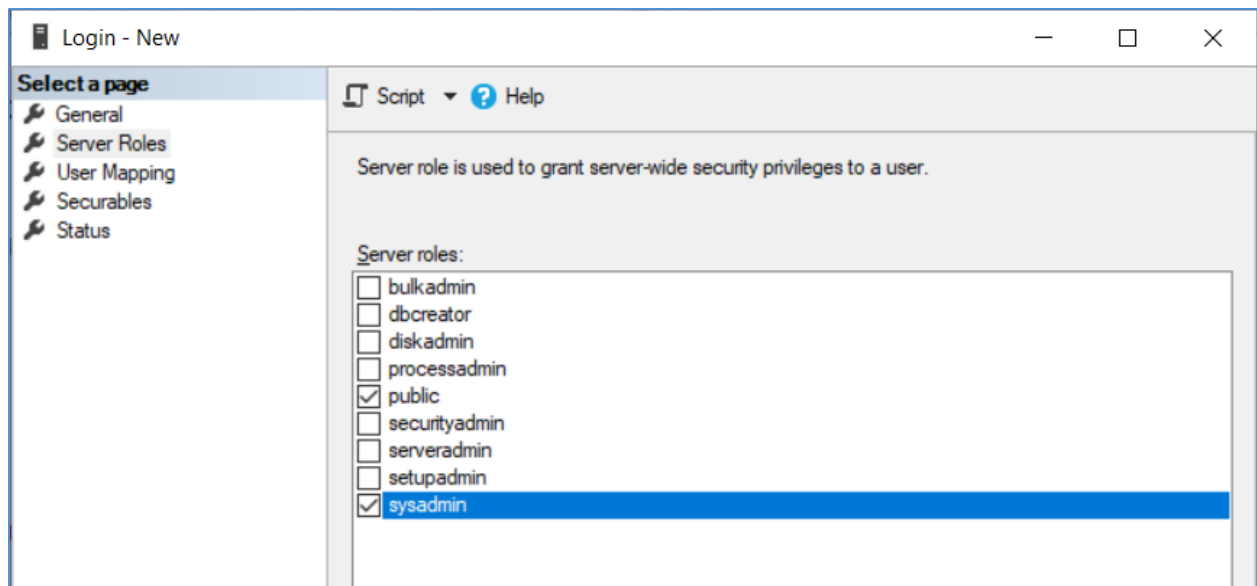 Login - New
Select a page
General
Server Roles
User Mapping
Securables
Status
Script
Help
Server role is used to grant server-wide security privileges to a user.
Server roles:
bulkadmin
dbcreator
diskadmin
processadmin
public
securityadmin
serveradmin
setupadmin
sysadmin